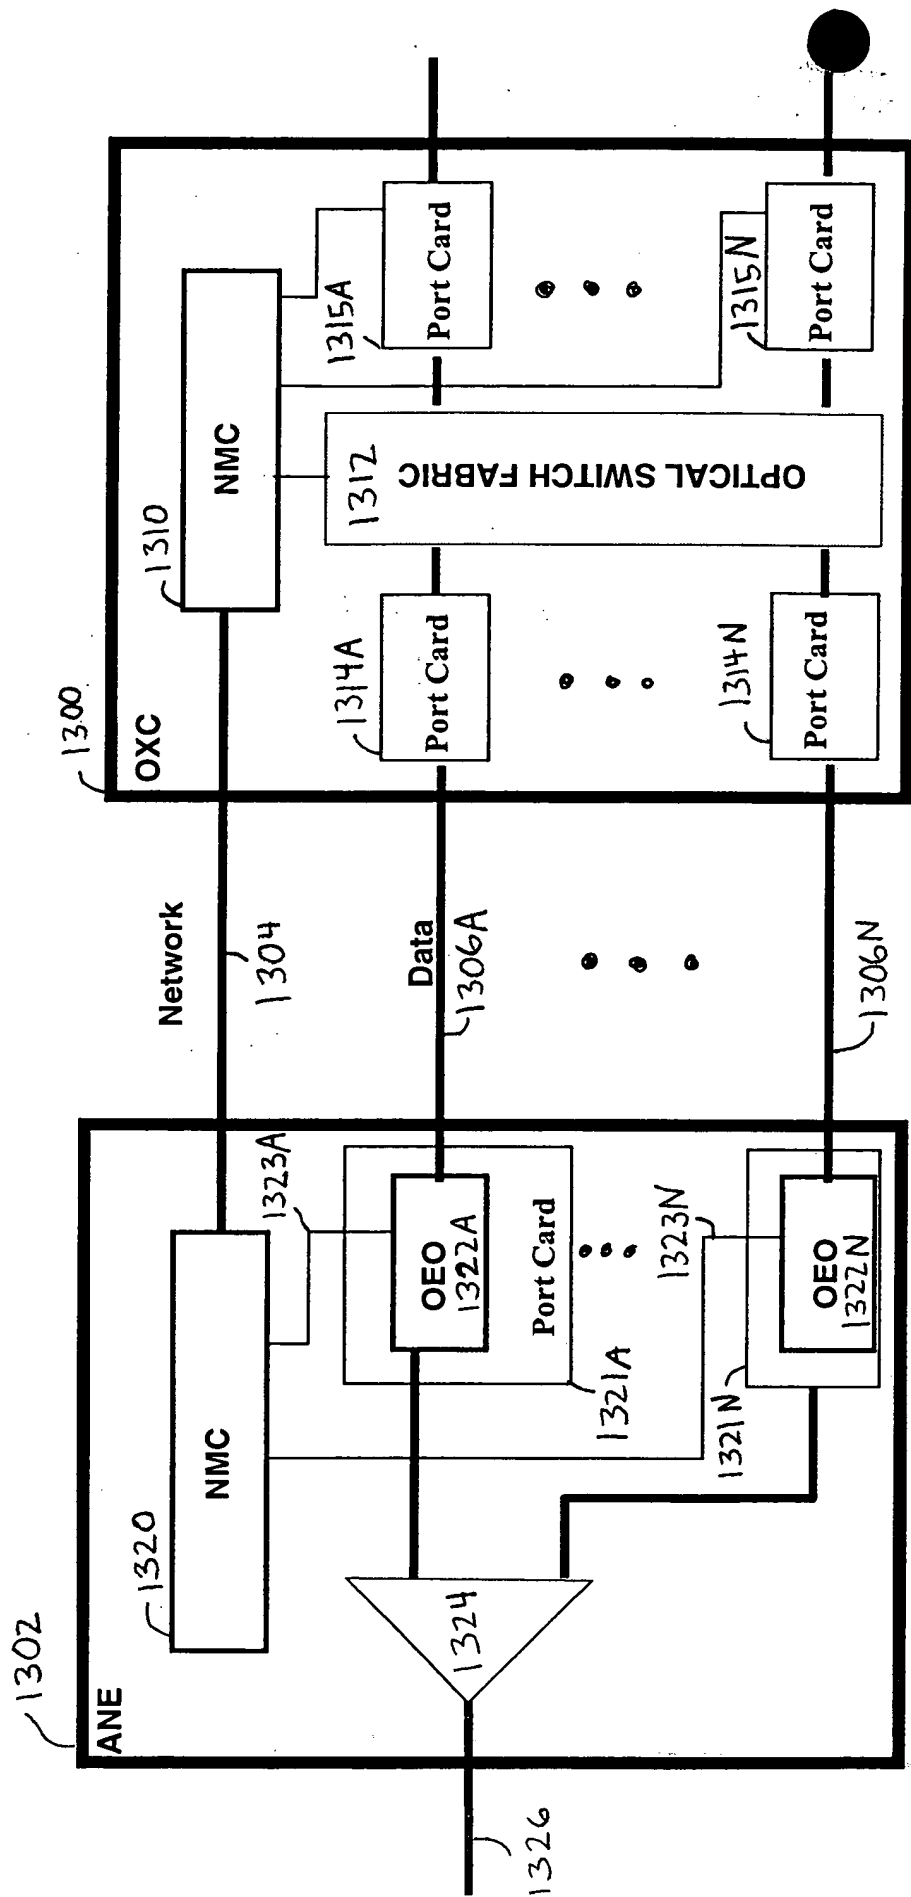 1302
ANE
1320
NMC
1323A
OEO
1322A
Port Card
1321A
1323N
OEO
1322N
1321N
1324
1326
Network
1304
Data
1306A
1306N
1300
OXC
1310
NMC
1312
OPTICAL SWITCH FABRIC
1314A
Port Card
1314N
Port Card
1315A
Port Card
1315N
Port Card